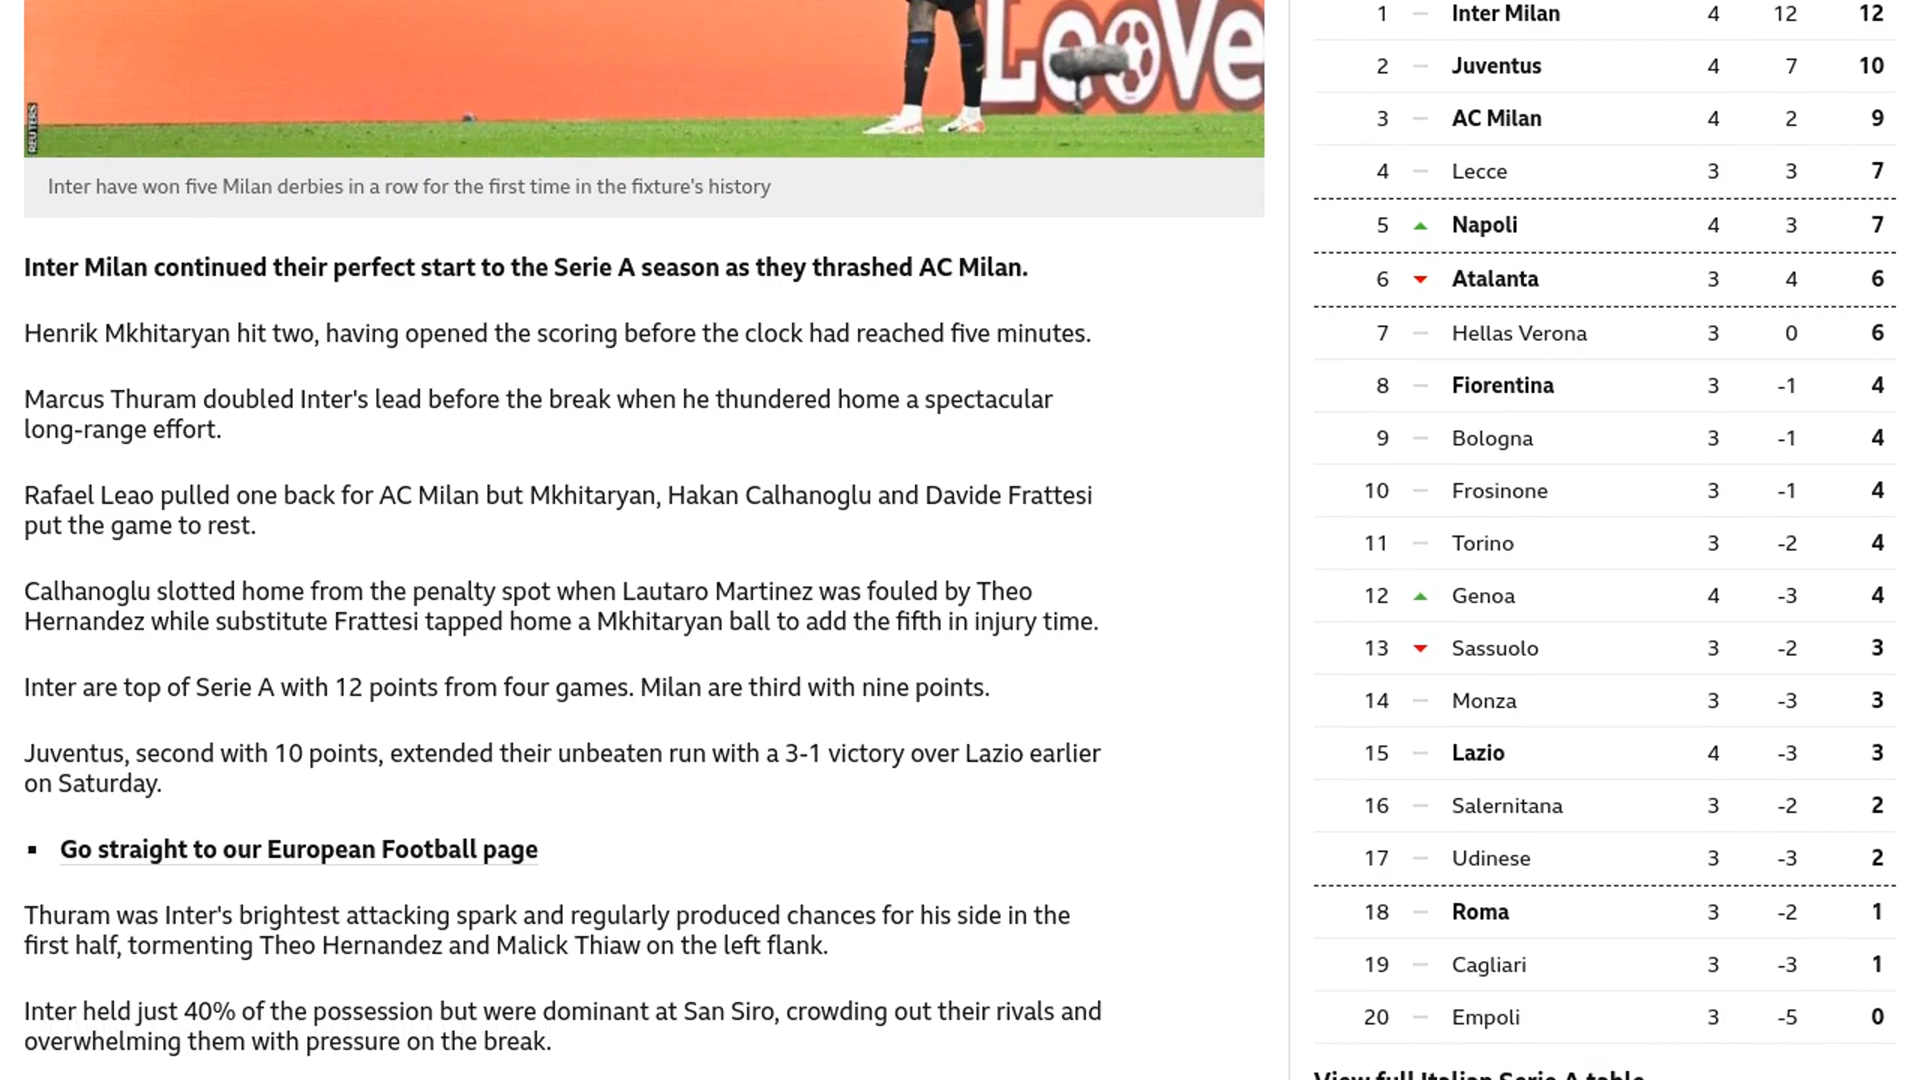 LeoVe
REUTERS
Inter have won five Milan derbies in a row for the first time in the fixture's history
Inter Milan continued their perfect start to the Serie A season as they thrashed AC Milan.
Henrik Mkhitaryan hit two, having opened the scoring before the clock had reached five minutes.
Marcus Thuram doubled Inter's lead before the break when he thundered home a spectacular
long-range effort.
Rafael Leao pulled one back for AC Milan but Mkhitaryan, Hakan Calhanoglu and Davide Frattesi
put the game to rest.
Calhanoglu slotted home from the penalty spot when Lautaro Martinez was fouled by Theo
Hernandez while substitute Frattesi tapped home a Mkhitaryan ball to add the fifth in injury time.
Inter are top of Serie A with 12 points from four games. Milan are third with nine points.
Juventus, second with 10 points, extended their unbeaten run with a 3-1 victory over Lazio earlier
on Saturday.
Go straight to our European Football page
Thuram was Inter's brightest attacking spark and regularly produced chances for his side in the
first half, tormenting Theo Hernandez and Malick Thiaw on the left flank.
Inter held just 40% of the possession but were dominant at San Siro, crowding out their rivals and
overwhelming them with pressure on the break.
1 Inter Milan 4 12 12
2 Juventus 4 7 10
3 AC Milan 4 2 9
4 Lecce 3 3 7
5 Napoli 4 3 7
6 Atalanta 3 4 6
7 Hellas Verona 3 0 6
8 Fiorentina 3 -1 4
9 Bologna 3 -1 4
10 Frosinone 3 -1 4
11 Torino 3 -2 4
12 Genoa 4 -3 4
13 Sassuolo 3 -2 3
14 Monza 3 -3 3
15 Lazio 4 -3 3
16 Salernitana 3 -2 2
17 Udinese 3 -3 2
18 Roma 3 -2 1
19 Cagliari 3 -3 1
20 Empoli 3 -5 0
View full Italian Serie A table